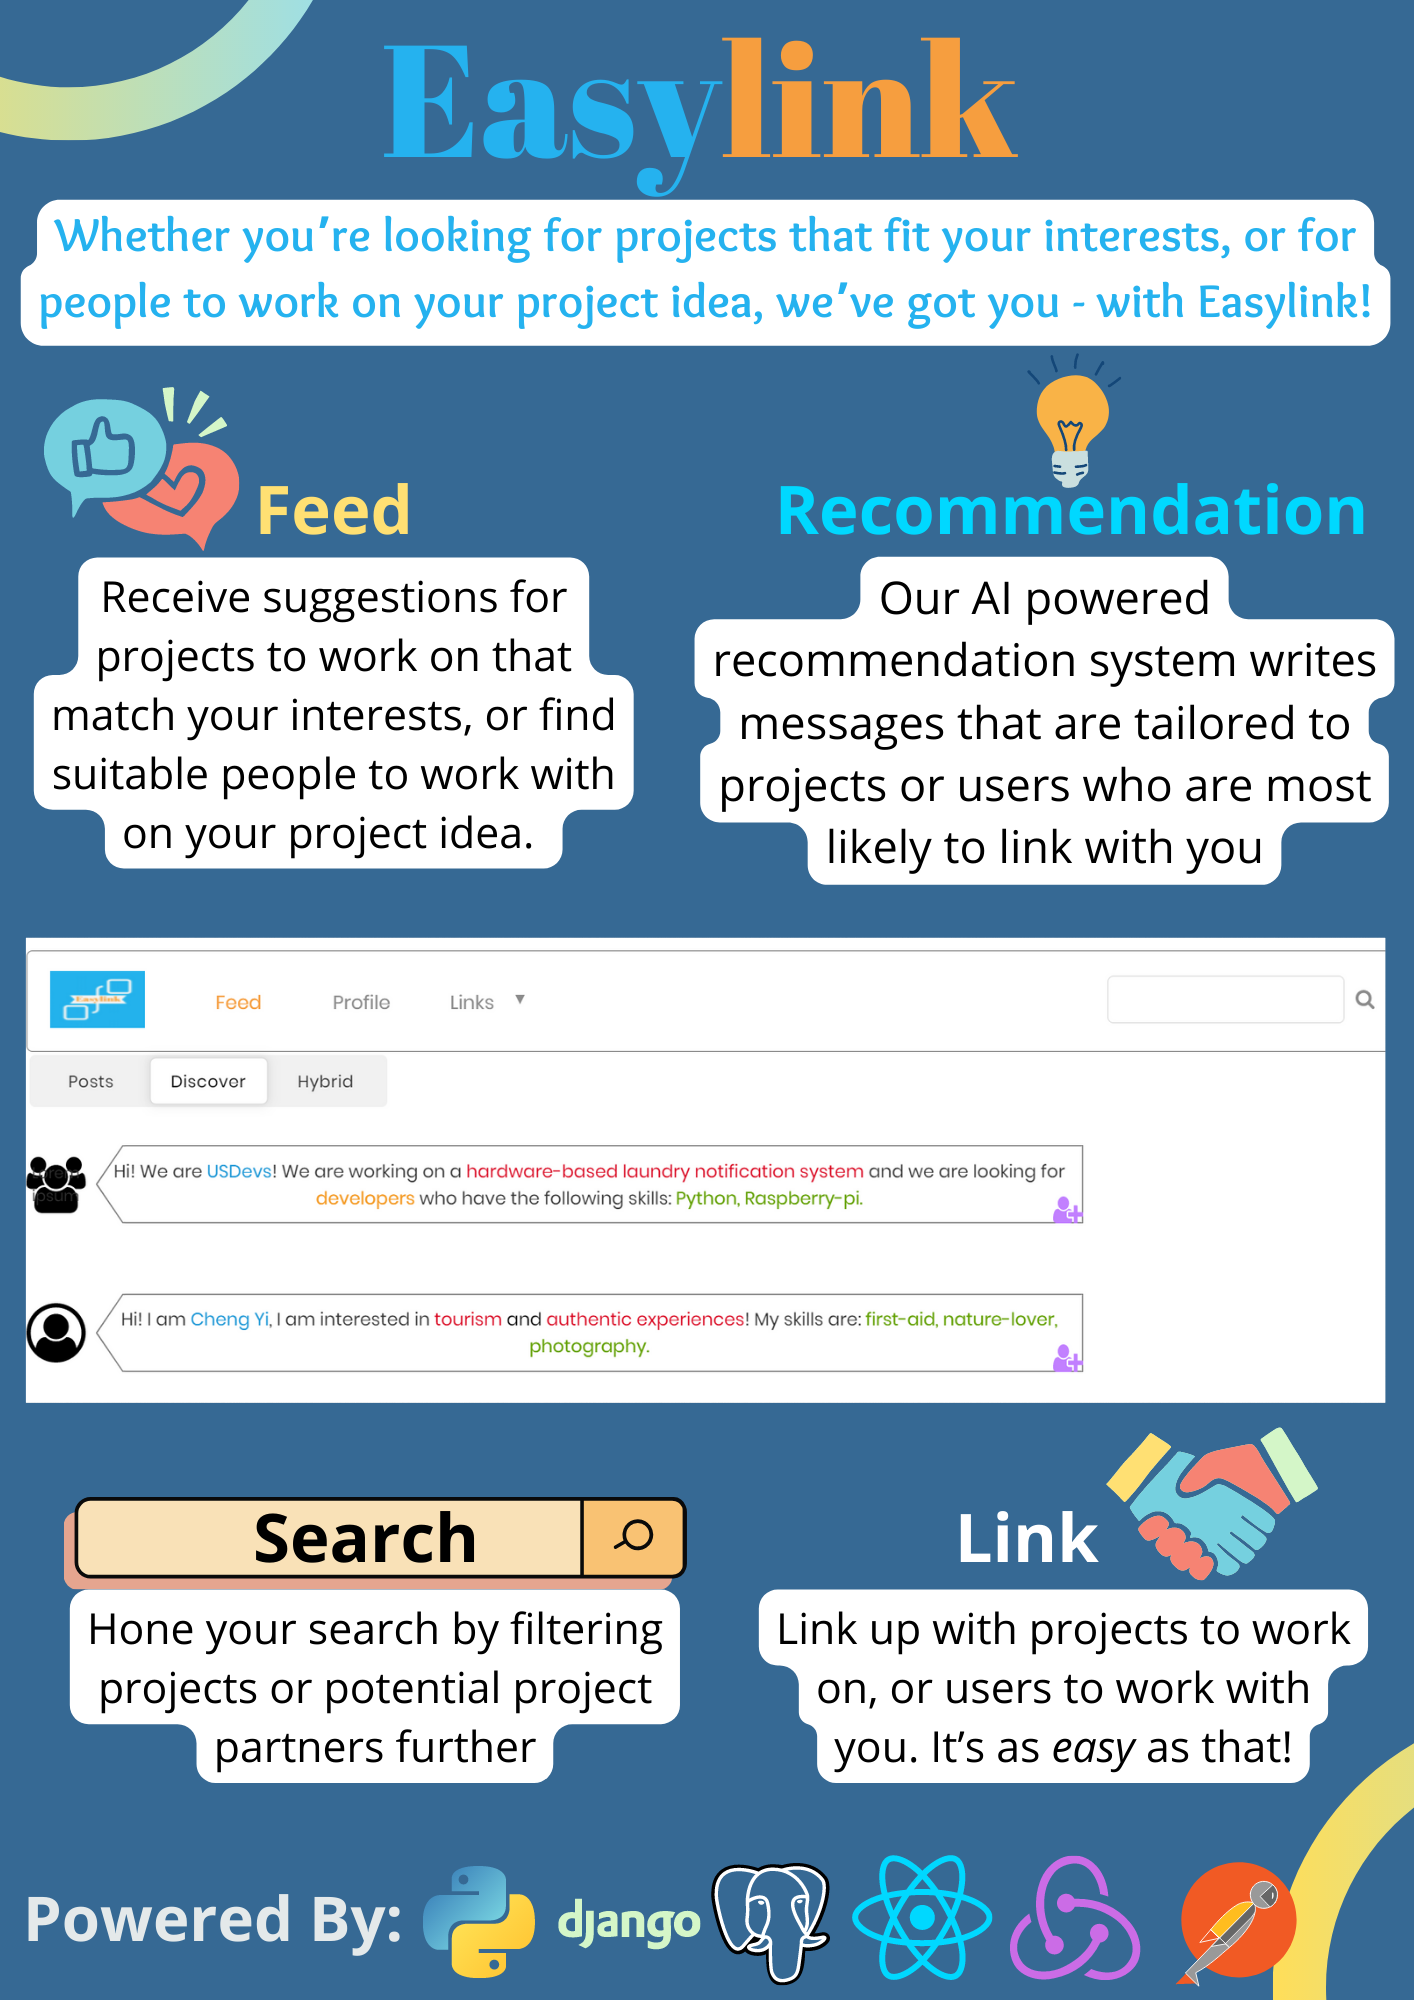 Easylink
Whether you're looking for projects that fit your interests, or for
people to work on your project idea, we've got you - with Easylink!
Feed
Receive suggestions for
projects to work on that
match your interests, or find
suitable people to work with
on your project idea.
Recommendation
Our AI powered
recommendation system writes
messages that are tailored to
projects or users who are most
likely to link with you
Easylink
Feed Profile Links ▼
Posts Discover Hybrid
Lorem
ipsum
Hi! We are USDevs! We are working on a hardware-based laundry notification system and we are looking for
developers who have the following skills: Python, Raspberry-pi.
Hi! I am Cheng Yi, I am interested in tourism and authentic experiences! My skills are: first-aid, nature-lover,
photography.
Search
Hone your search by filtering
projects or potential project
partners further
Link
Link up with projects to work
on, or users to work with
you. It's as easy as that!
Powered By: django